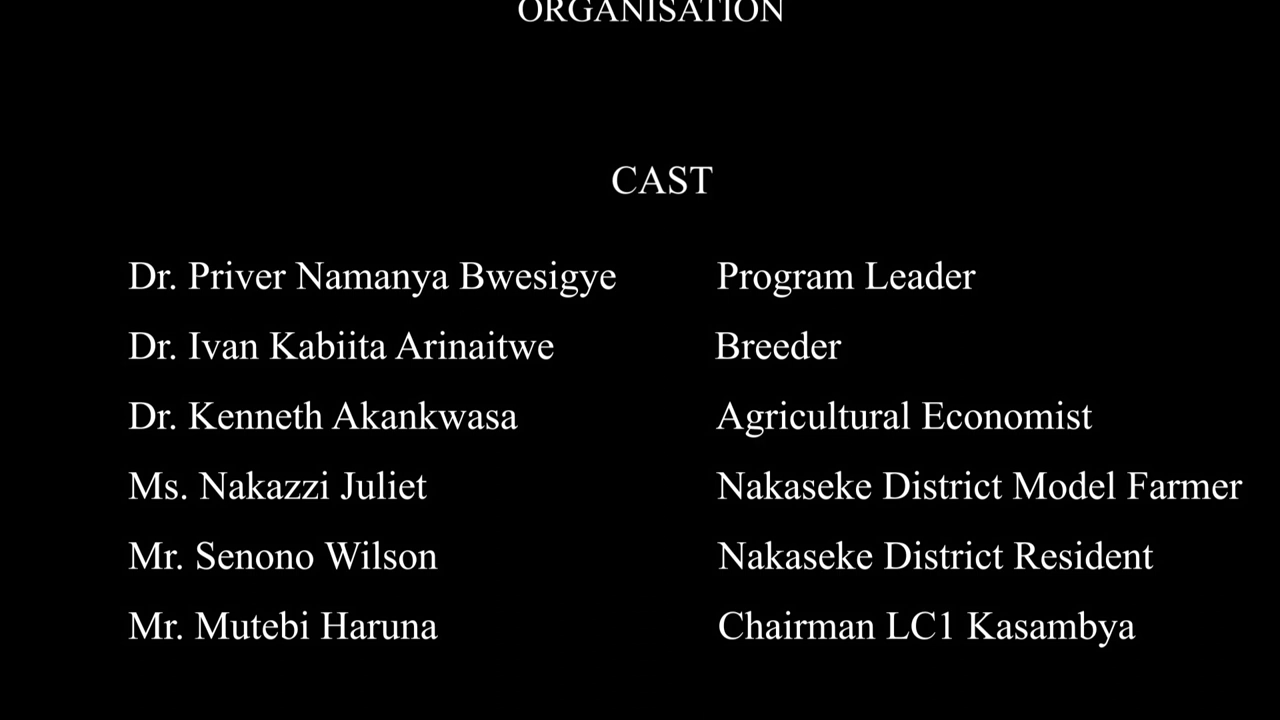 ORGANISATION
CAST
Dr. Priver Namanya Bwesigye Program Leader
Dr. Ivan Kabiita Arinaitwe Breeder
Dr. Kenneth Akankwasa Agricultural Economist
Ms. Nakazzi Juliet Nakaseke District Model Farmer
Mr. Senono Wilson Nakaseke District Resident
Mr. Mutebi Haruna Chairman LC1 Kasambya